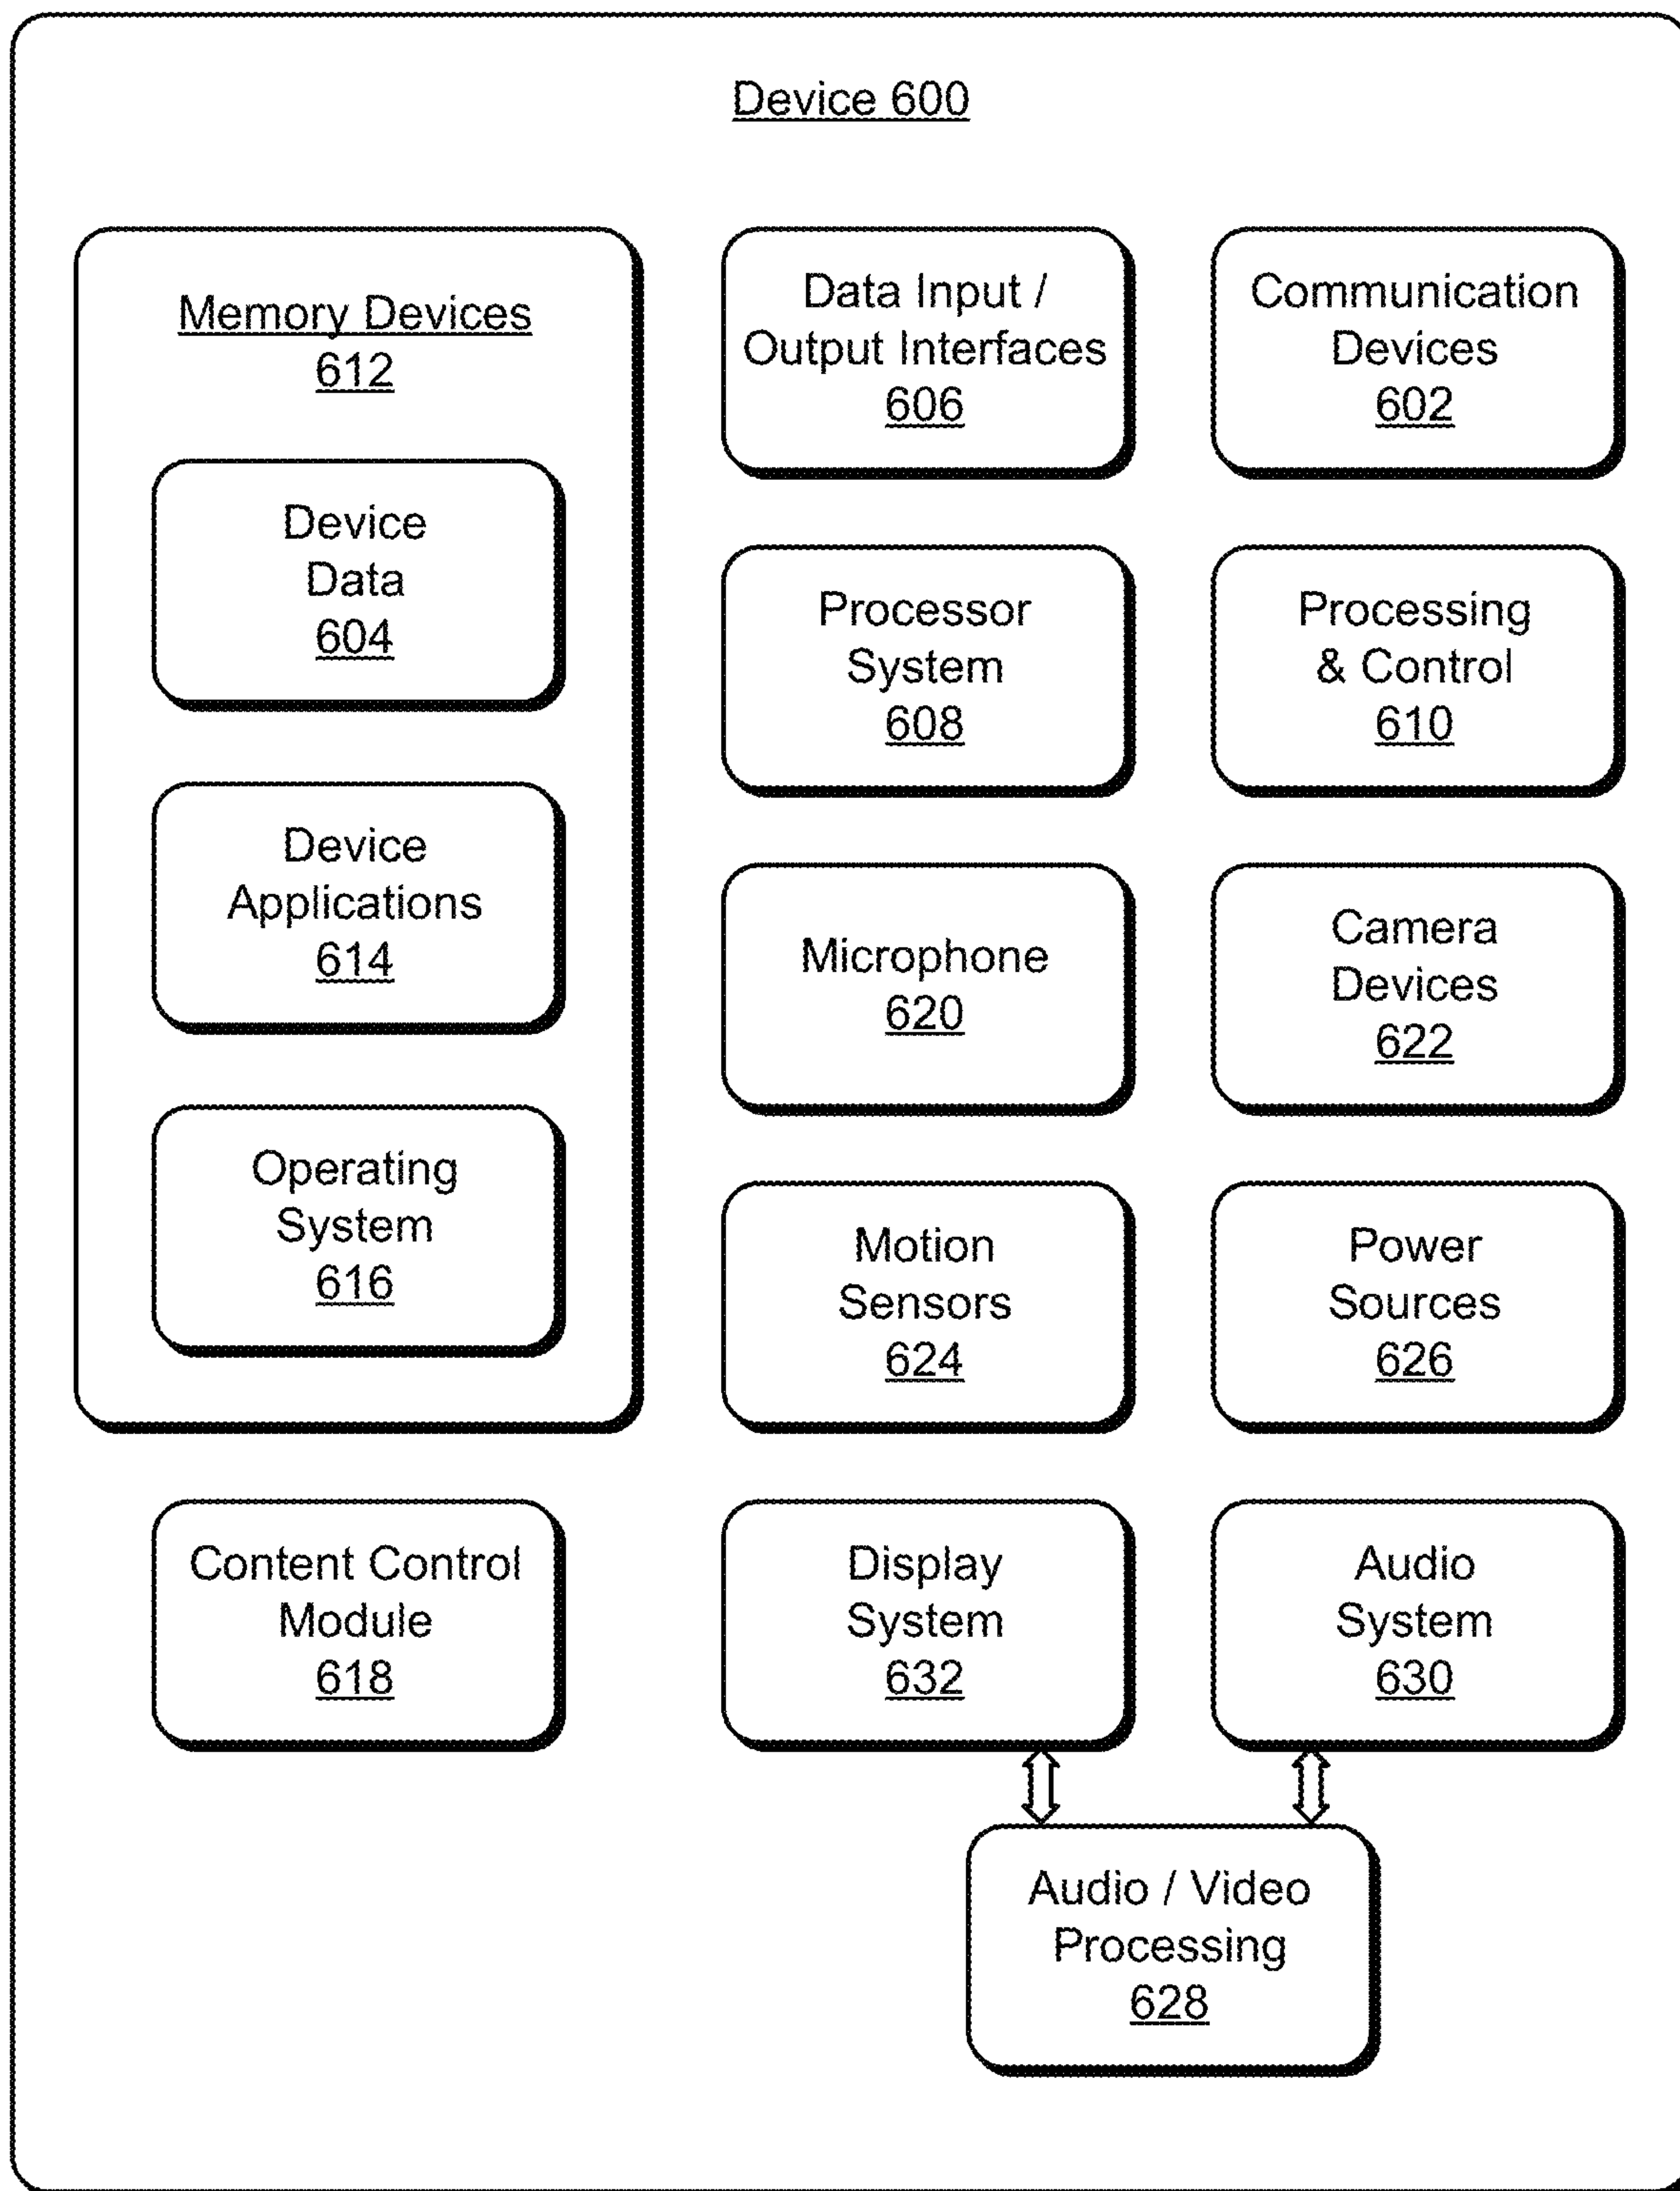 Device 600
Memory Devices
612
Device
Data
604
Device
Applications
614
Operating
System
616
Content Control
Module
618
Data Input /
Output Interfaces
606
Communication
Devices
602
Processor
System
608
Processing
& Control
610
Microphone
620
Camera
Devices
622
Motion
Sensors
624
Power
Sources
626
Display
System
632
Audio
System
630
Audio / Video
Processing
628